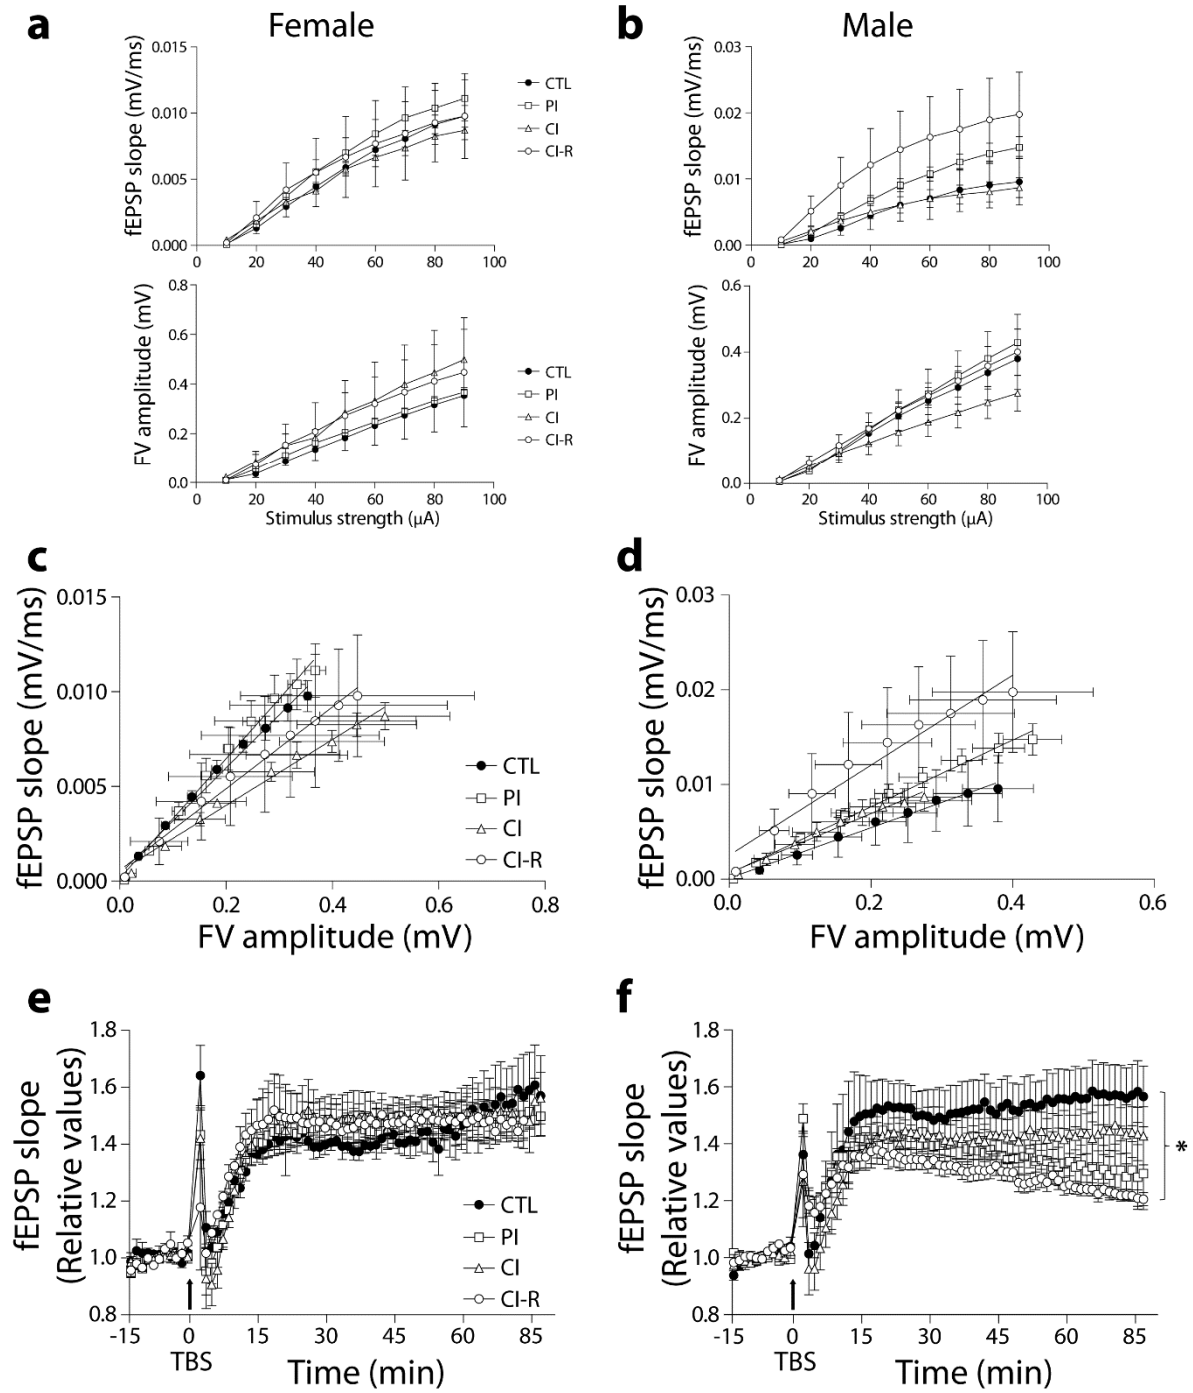 a Female
b Male
fEPSP slope (mV/ms)
0.015
0.010
0.005
0.000
0 20 40 60 80 100
CTL
PI
CI
CI-R
fEPSP slope (mV/ms)
0.03
0.02
0.01
0.00
0 20 40 60 80 100
FV amplitude (mV)
0.8
0.6
0.4
0.2
0.0
0 20 40 60 80 100
Stimulus strength (µA)
CTL
PI
CI
CI-R
FV amplitude (mV)
0.6
0.4
0.2
0.0
0 20 40 60 80 100
Stimulus strength (µA)
c
fEPSP slope (mV/ms)
0.015
0.010
0.005
0.000
0.0 0.2 0.4 0.6 0.8
FV amplitude (mV)
CTL
PI
CI
CI-R
d
fEPSP slope (mV/ms)
0.03
0.02
0.01
0.00
0.0 0.2 0.4 0.6
FV amplitude (mV)
e
fEPSP slope
(Relative values)
1.8
1.6
1.4
1.2
1.0
0.8
-15 0 15 30 45 60 85
TBS
Time (min)
CTL
PI
CI
CI-R
f
fEPSP slope
(Relative values)
1.8
1.6
1.4
1.2
1.0
0.8
-15 0 15 30 45 60 85
TBS
Time (min)
*